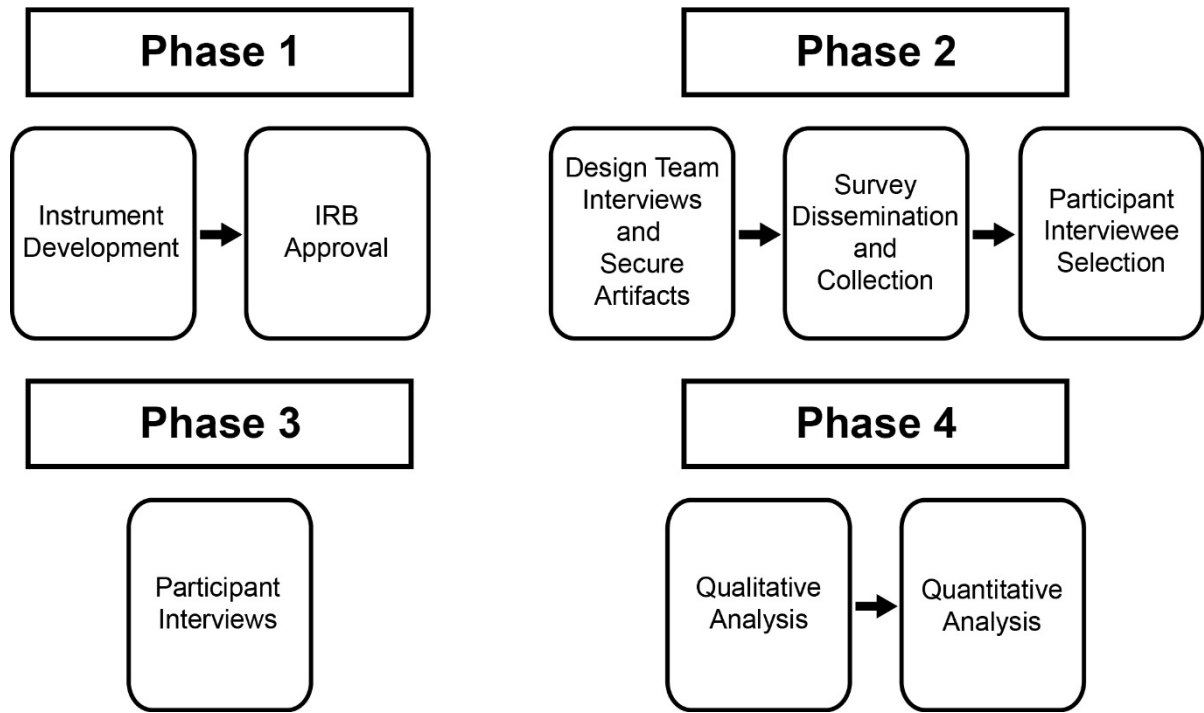 Phase 1
Instrument
Development
IRB
Approval
Phase 2
Design Team
Interviews
and
Secure
Artifacts
Survey
Dissemination
and
Collection
Participant
Interviewee
Selection
Phase 3
Participant
Interviews
Phase 4
Qualitative
Analysis
Quantitative
Analysis